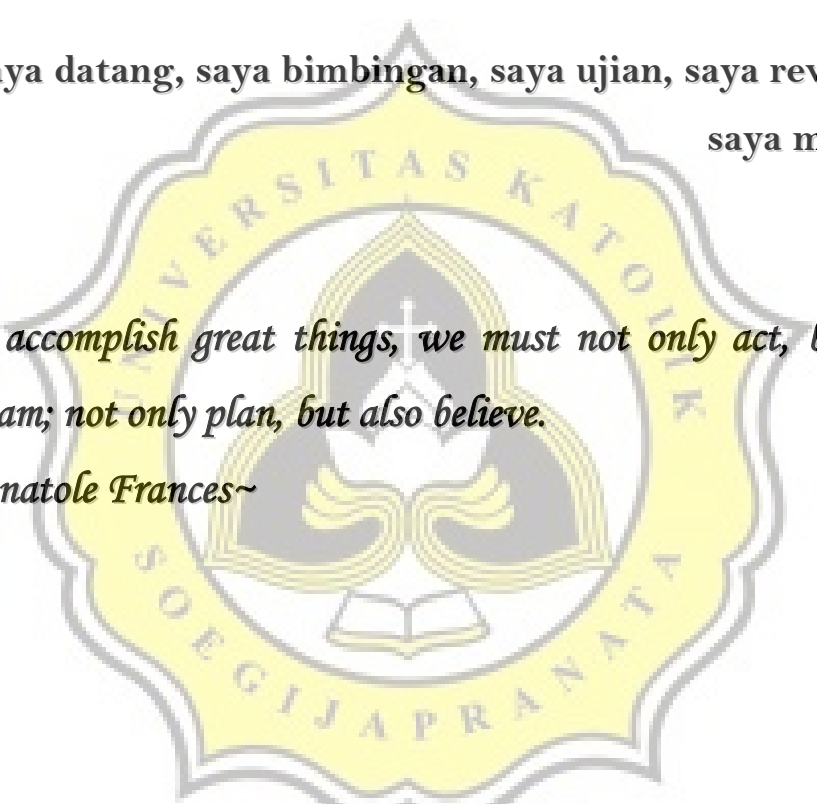 ya datang, saya bimbingan, saya ujian, saya rev
saya m
accomplish great things, we must not only act, b
am; not only plan, but also believe.
natole Frances~
UNIVERSITAS KATOLIK
SOEGIJAPRANATA